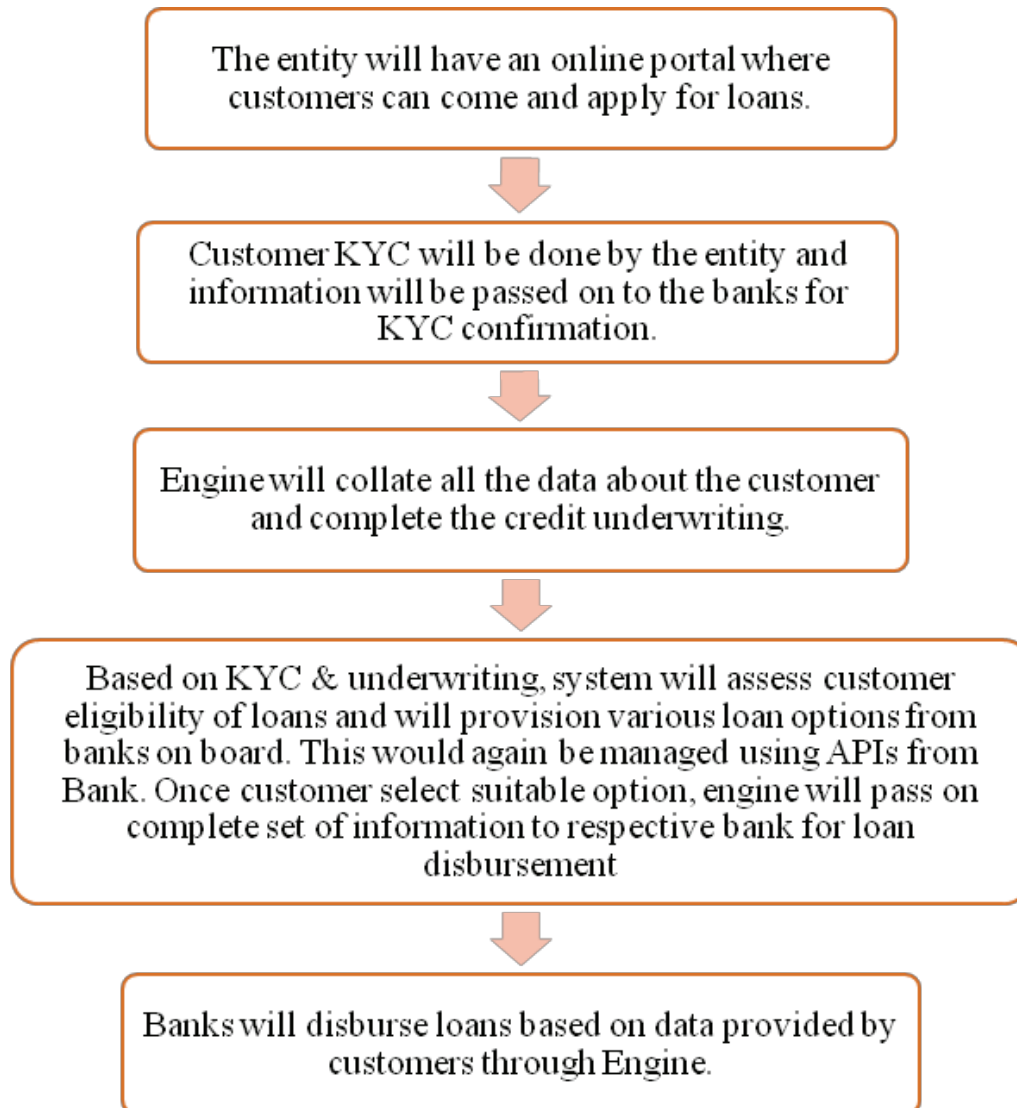 The entity will have an online portal where
customers can come and apply for loans.
Customer KYC will be done by the entity and
information will be passed on to the banks for
KYC confirmation.
Engine will collate all the data about the customer
and complete the credit underwriting.
Based on KYC & underwriting, system will assess customer
eligibility of loans and will provision various loan options from
banks on board. This would again be managed using APIs from
Bank. Once customer select suitable option, engine will pass on
complete set of information to respective bank for loan
disbursement
Banks will disburse loans based on data provided by
customers through Engine.